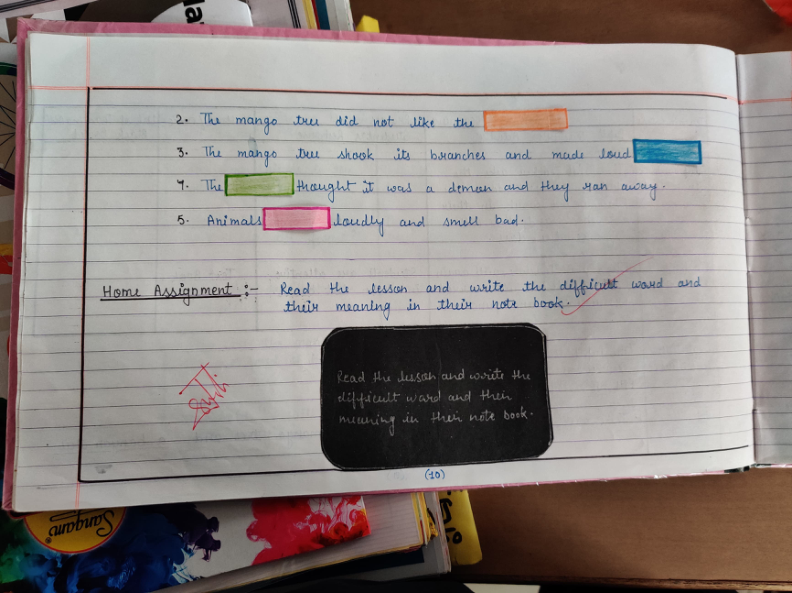 2. The mango tree did not like the
3. The mango tree shook its branches and made loud
4. The thought it was a demon and they ran away.
5. Animals loudly and smell bad.
Home Assignment :- Read the lesson and write the difficult word and
their meaning in their note book.
Read the lesson and write the
difficult word and their
meaning in their note book.
(10)
Sangam